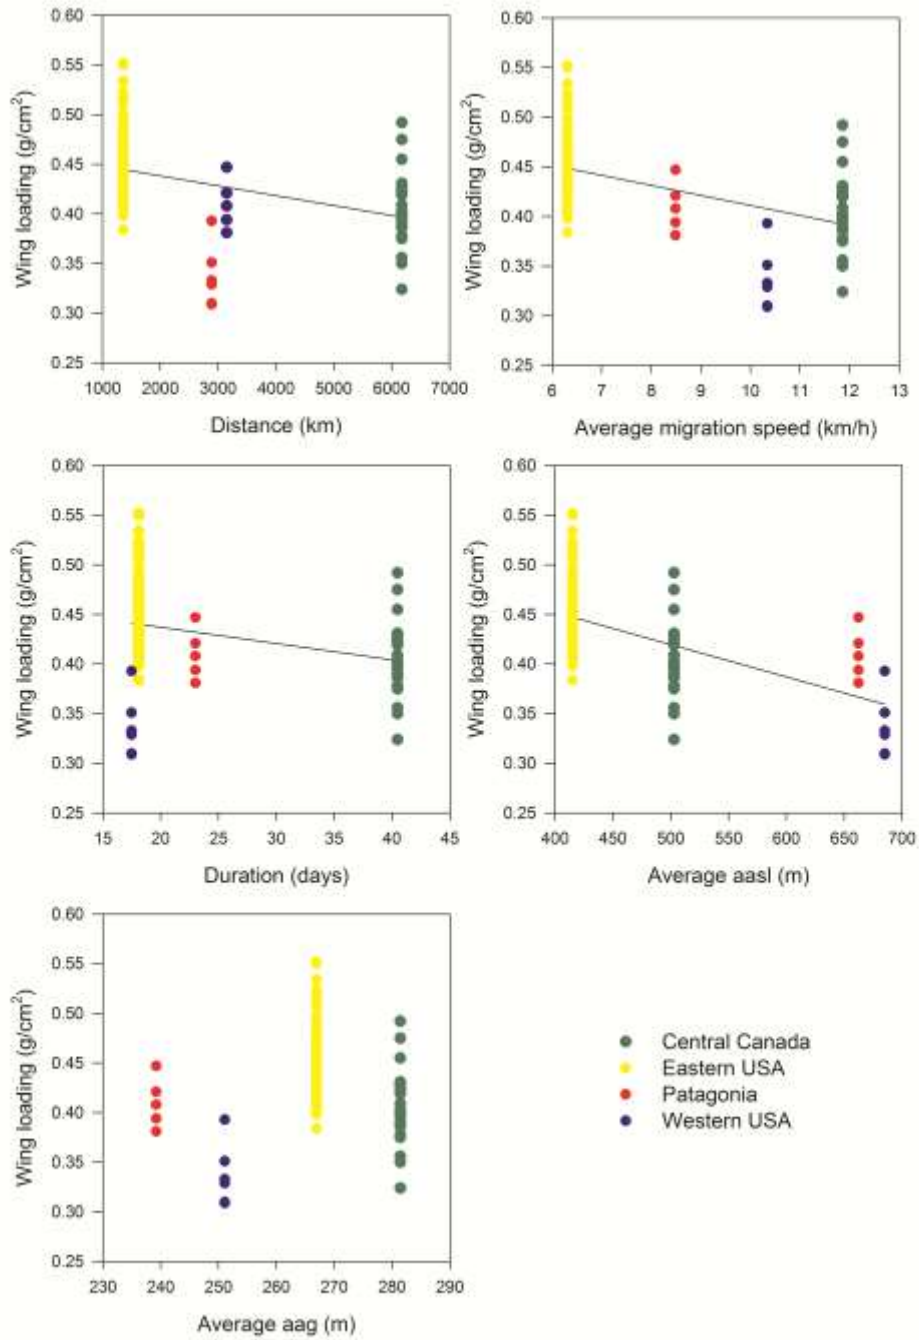 0.60
0.55
0.50
0.45
0.40
0.35
0.30
0.25
Wing loading (g/cm²)
1000 2000 3000 4000 5000 6000 7000
Distance (km)
0.60
0.55
0.50
0.45
0.40
0.35
0.30
0.25
Wing loading (g/cm²)
6 7 8 9 10 11 12 13
Average migration speed (km/h)
0.60
0.55
0.50
0.45
0.40
0.35
0.30
0.25
Wing loading (g/cm²)
15 20 25 30 35 40 45
Duration (days)
0.60
0.55
0.50
0.45
0.40
0.35
0.30
0.25
Wing loading (g/cm²)
400 450 500 550 600 650 700
Average aasl (m)
0.60
0.55
0.50
0.45
0.40
0.35
0.30
0.25
Wing loading (g/cm²)
230 240 250 260 270 280 290
Average aag (m)
Central Canada
Eastern USA
Patagonia
Western USA